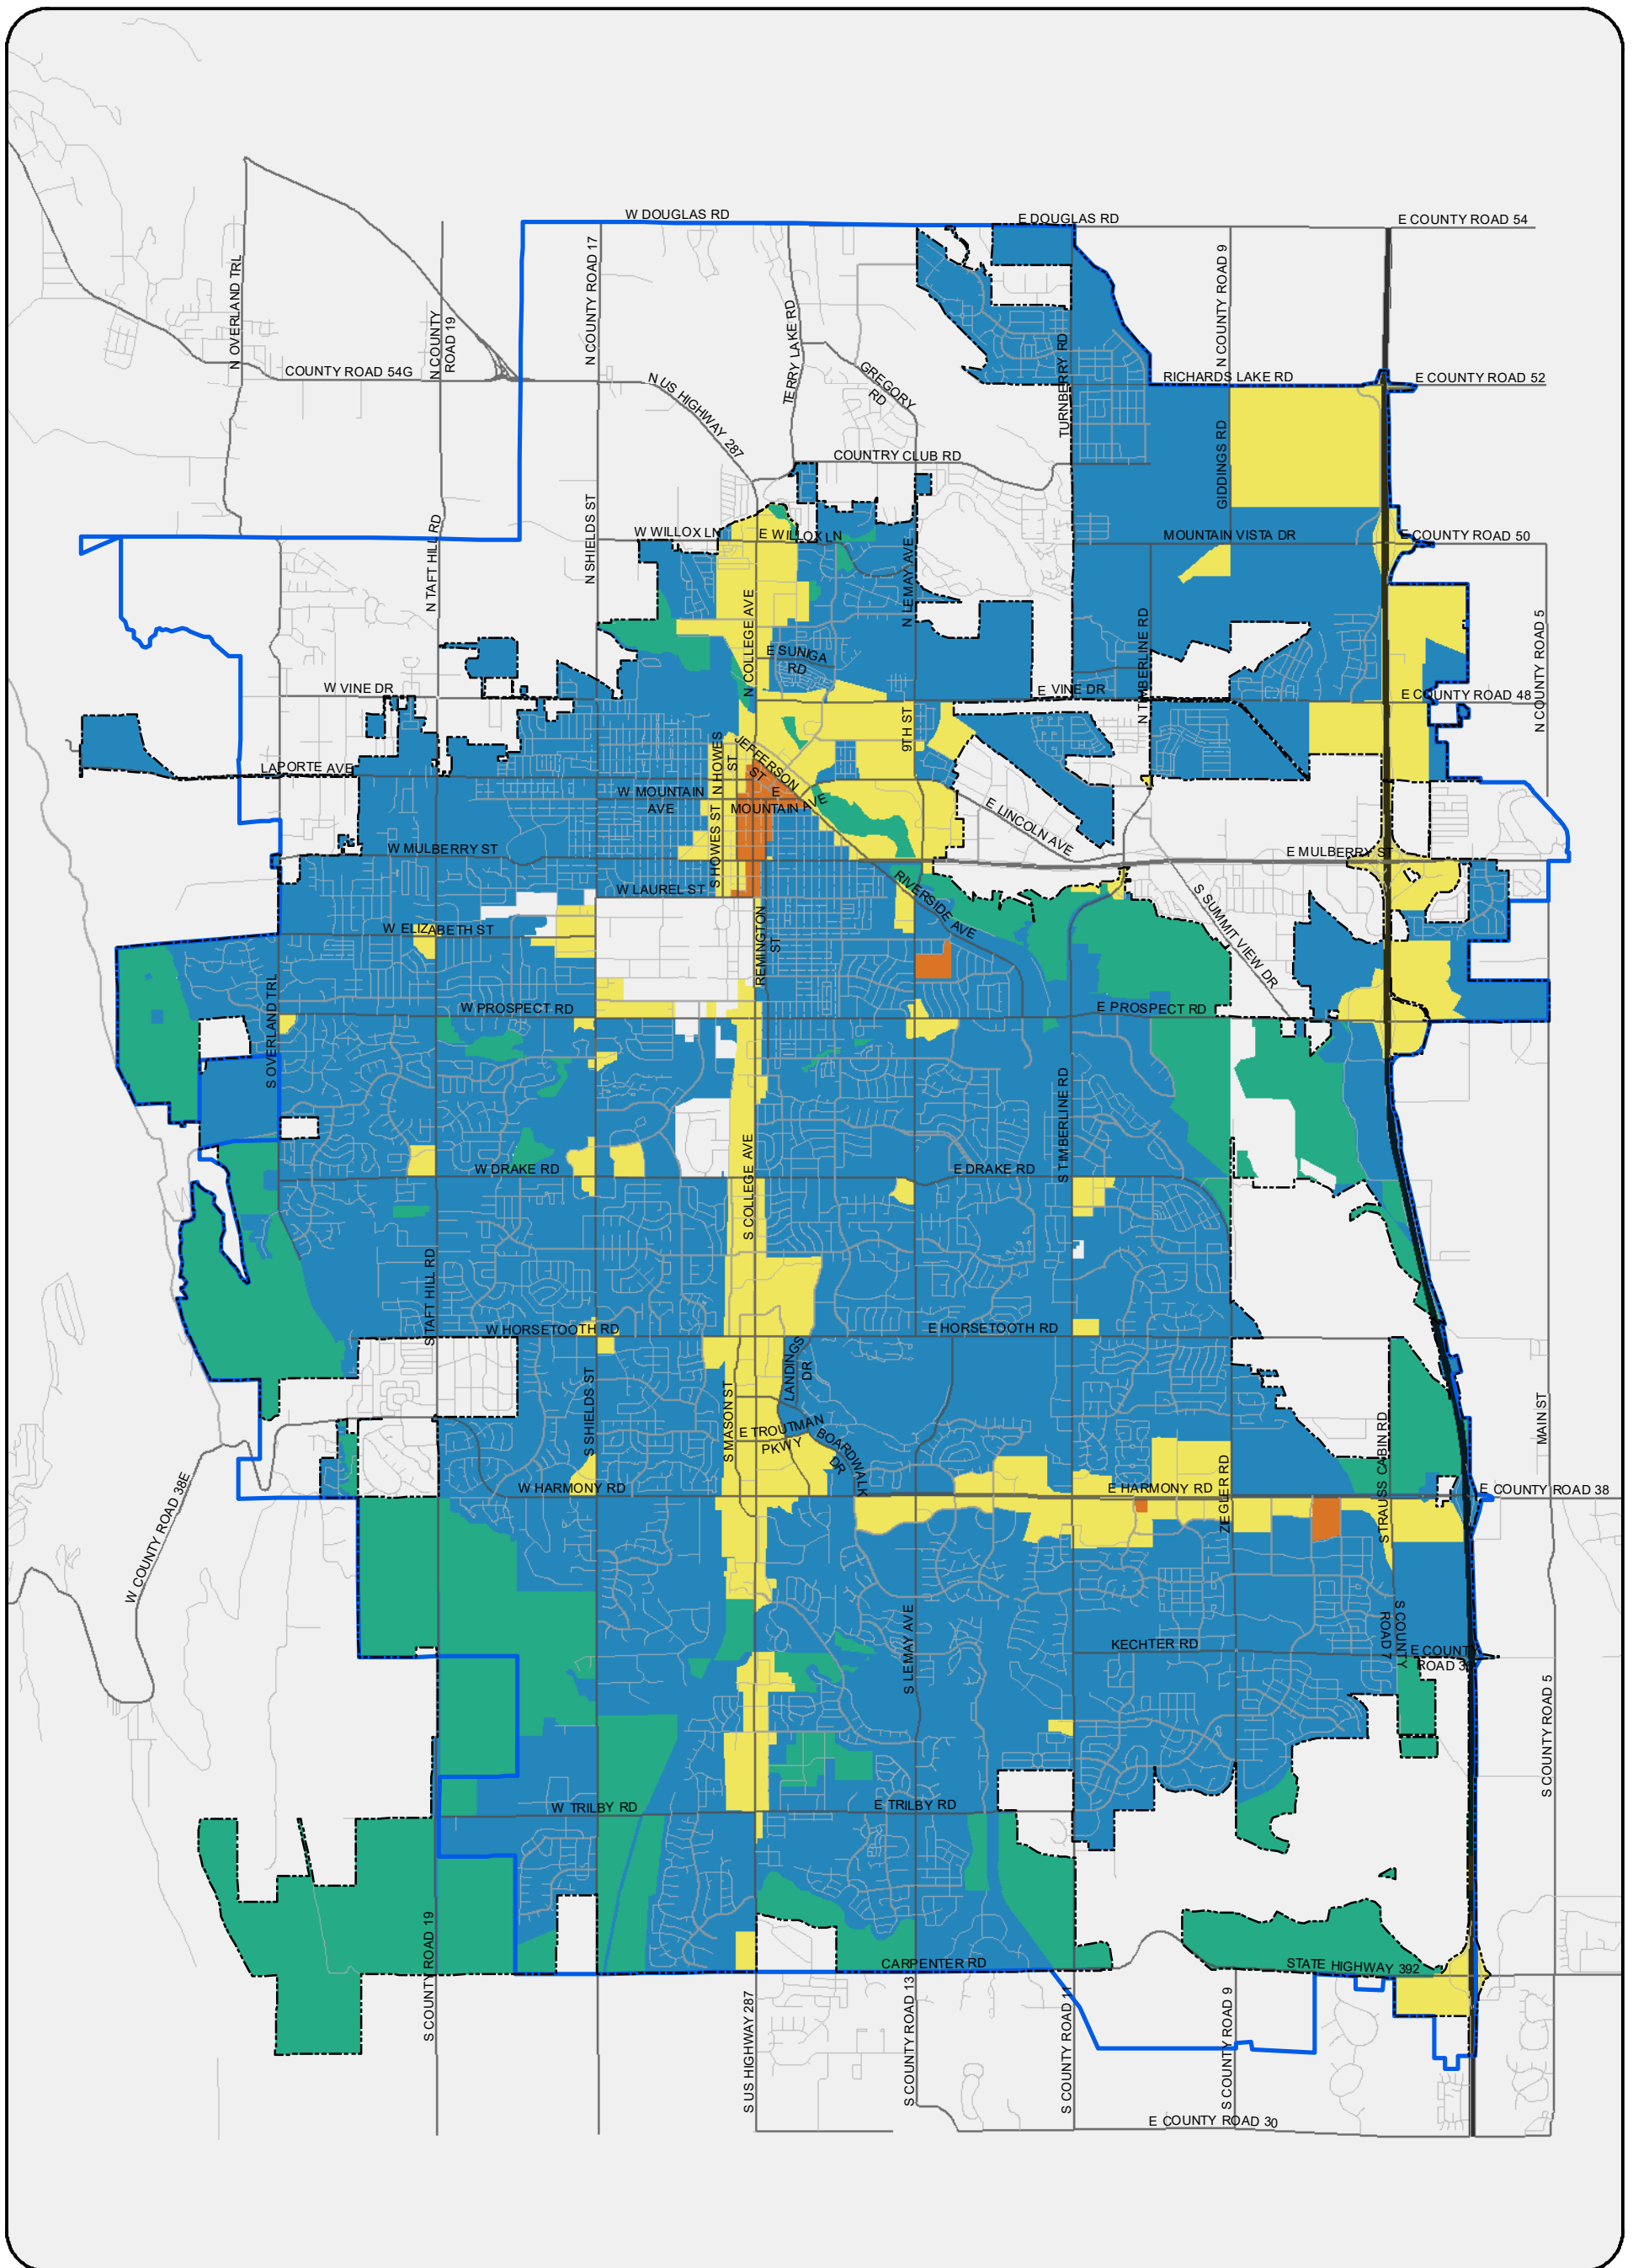 W DOUGLAS RD
E DOUGLAS RD
E COUNTY ROAD 54
N OVERLAND TRL
N COUNTY
ROAD 19
N COUNTY ROAD 17
TERRY LAKE RD
N COUNTY ROAD 9
COUNTY ROAD 54G
N US HIGHWAY 287
GREGORY
RD
TURNBERRY RD
RICHARDS LAKE RD
E COUNTY ROAD 52
COUNTRY CLUB RD
GIDDINGS RD
N TAFT HILL RD
N SHIELDS ST
W WILLOX LN
E WILLOX LN
N LEMAY AVE
MOUNTAIN VISTA DR
E COUNTY ROAD 50
N COLLEGE AVE
E SUNIGA
RD
N TIMBERLINE RD
N COUNTY ROAD 5
W VINE DR
E VINE DR
E COUNTY ROAD 48
9TH ST
LAPORTE AVE
N HOWES
ST
JEFFERSON
ST
W MOUNTAIN
AVE
E
MOUNTAIN AVE
E LINCOLN AVE
W MULBERRY ST
S HOWES ST
E MULBERRY ST
W LAUREL ST
RIVERSIDE AVE
S SUMMIT VIEW DR
W ELIZABETH ST
REMINGTON
ST
S OVERLAND TRL
W PROSPECT RD
E PROSPECT RD
S TIMBERLINE RD
S COLLEGE AVE
W DRAKE RD
E DRAKE RD
S TAFT HILL RD
W HORSETOOTH RD
E HORSETOOTH RD
LANDINGS
DR
S SHIELDS ST
S MASON ST
E TROUTMAN
PKWY
BOARDWALK
DR
STRAUSS CABIN RD
MAIN ST
W COUNTY ROAD 38E
W HARMONY RD
E HARMONY RD
ZIEGLER RD
E COUNTY ROAD 38
S LEMAY AVE
KECHTER RD
S COUNTY
ROAD 7
E COUNTY
S COUNTY ROAD 5
W TRILBY RD
E TRILBY RD
S COUNTY ROAD 19
CARPENTER RD
STATE HIGHWAY 392
S US HIGHWAY 287
S COUNTY ROAD 13
S COUNTY ROAD 11
S COUNTY ROAD 9
E COUNTY ROAD 30